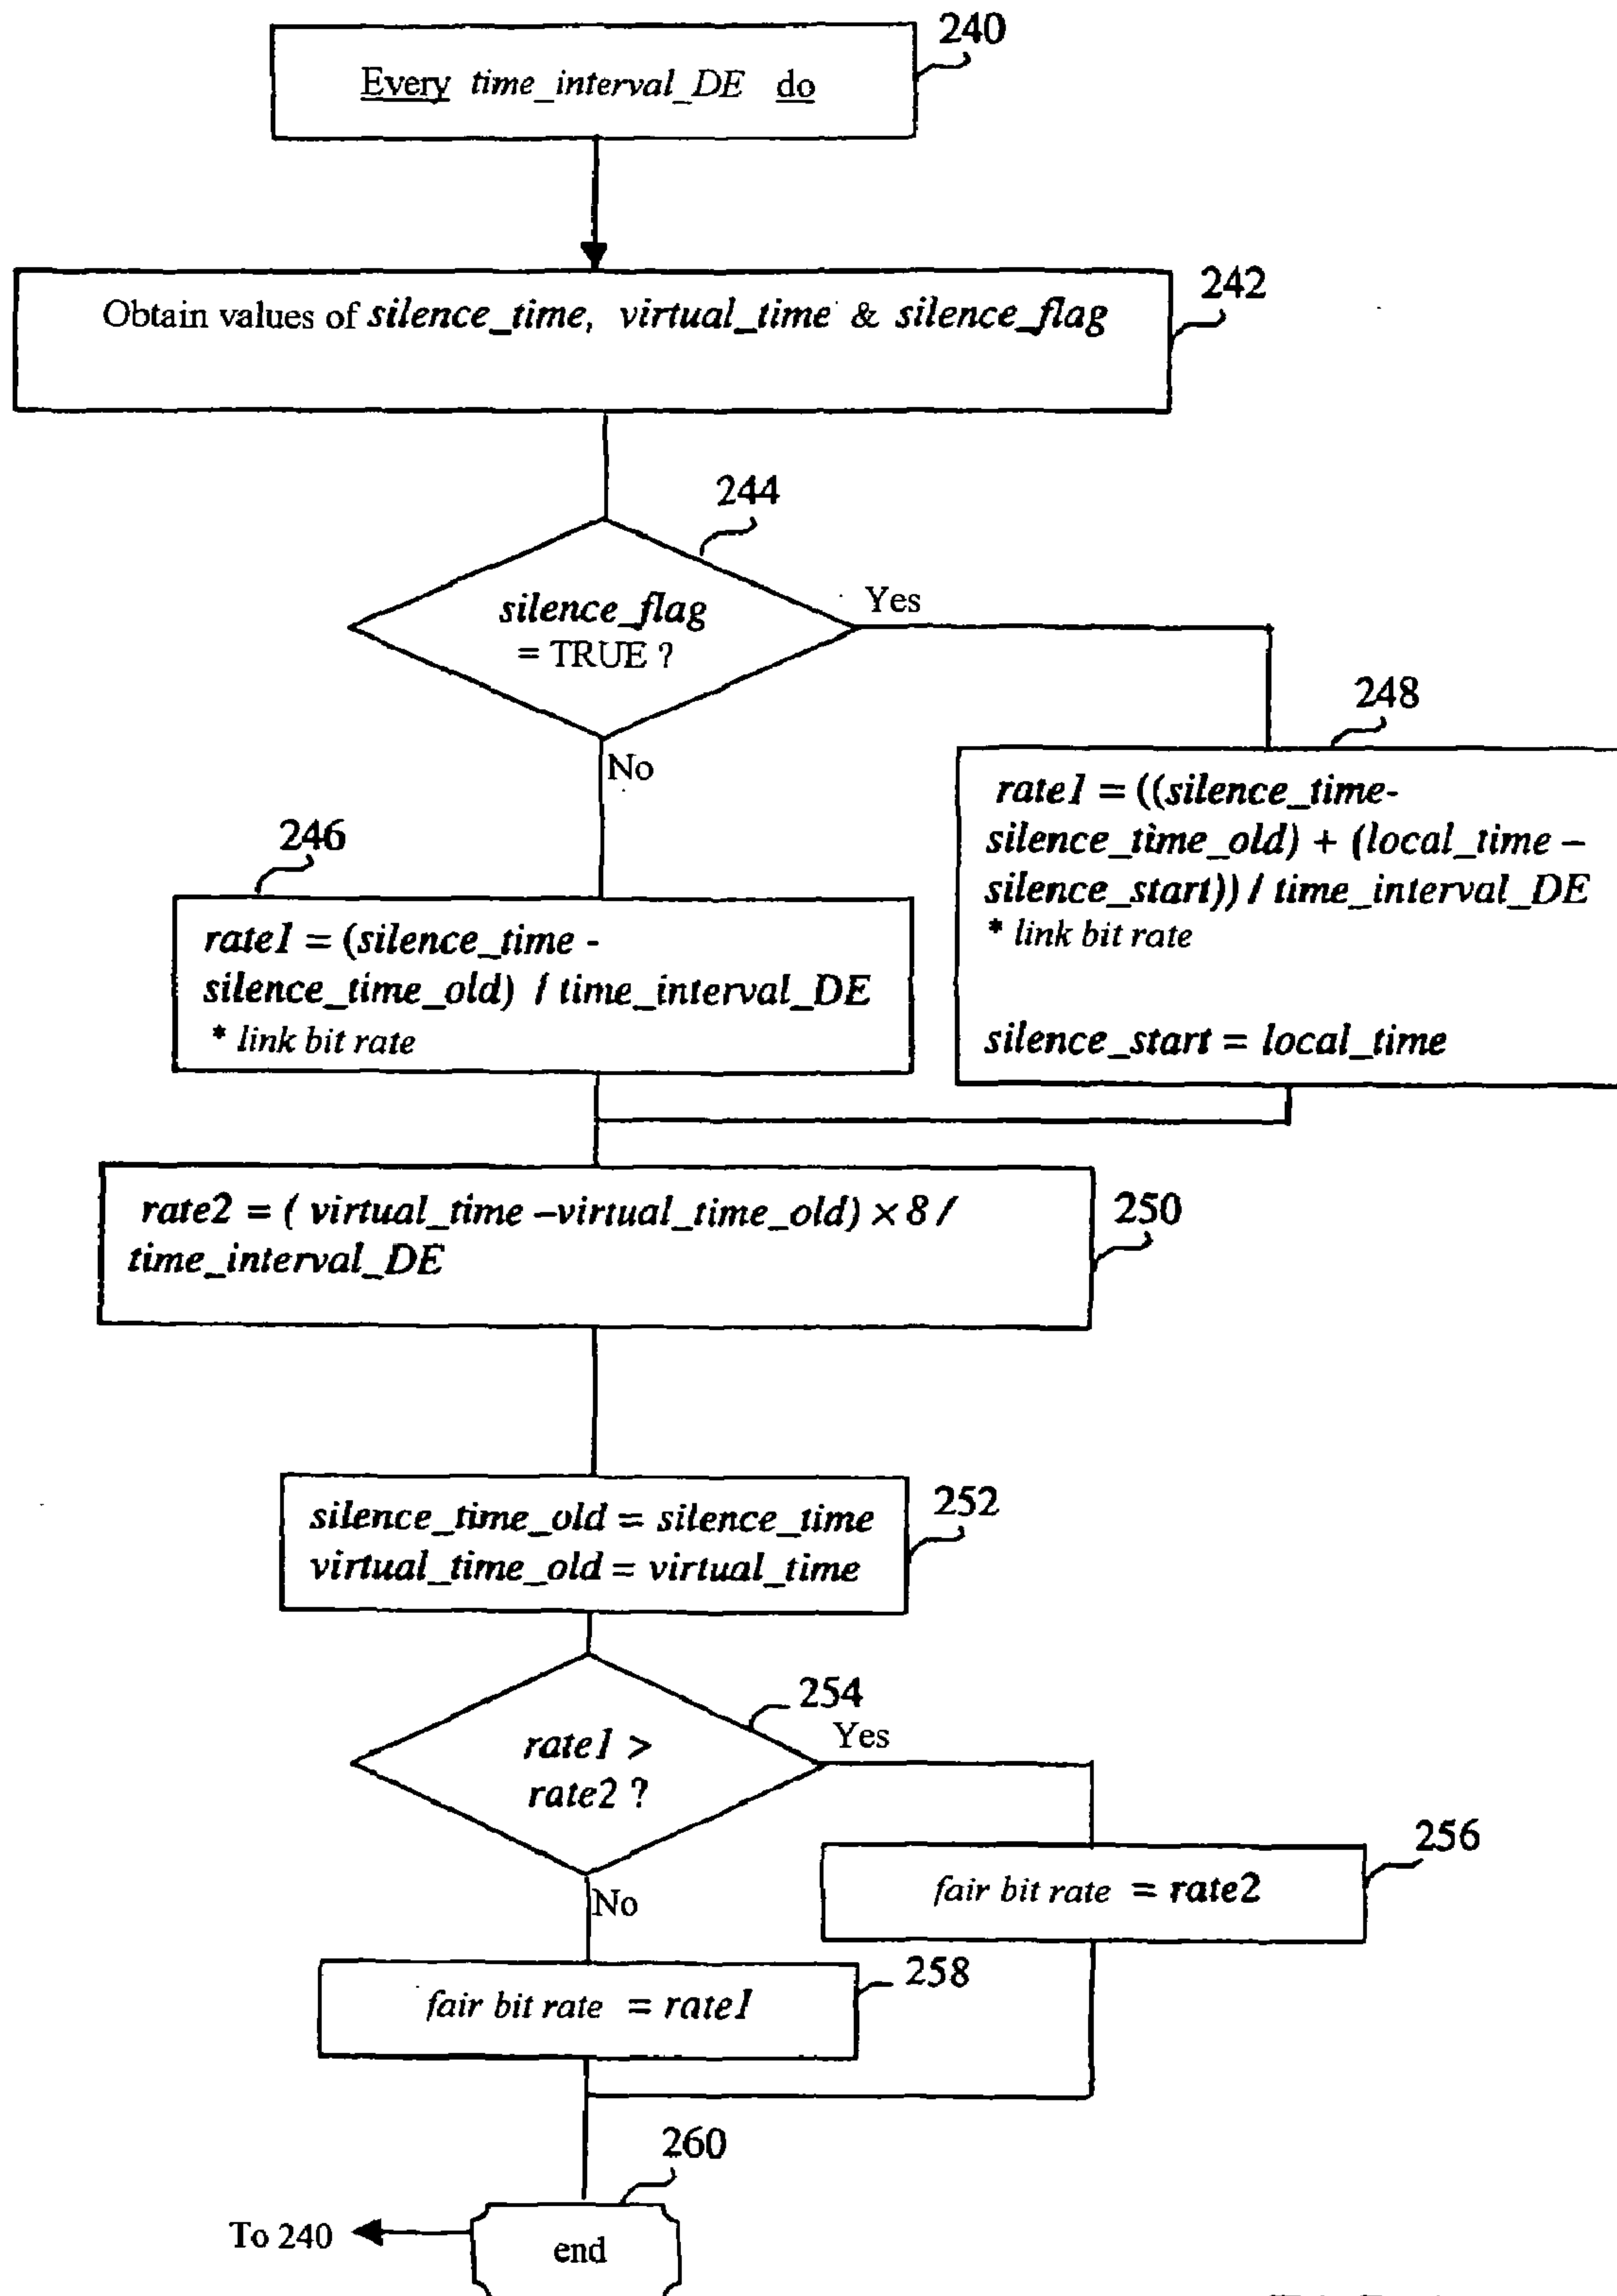 240
Every time_interval_DE do
242
Obtain values of silence_time, virtual_time & silence_flag
244
silence_flag
= TRUE ?
Yes
No
248
rate1 = ((silence_time-
silence_time_old) + (local_time –
silence_start)) / time_interval_DE
* link bit rate
silence_start = local_time
246
rate1 = (silence_time -
silence_time_old) / time_interval_DE
* link bit rate
250
rate2 = ( virtual_time –virtual_time_old) × 8 /
time_interval_DE
252
silence_time_old = silence_time
virtual_time_old = virtual_time
254
rate1 >
rate2 ?
Yes
No
256
fair bit rate = rate2
258
fair bit rate = rate1
260
end
To 240